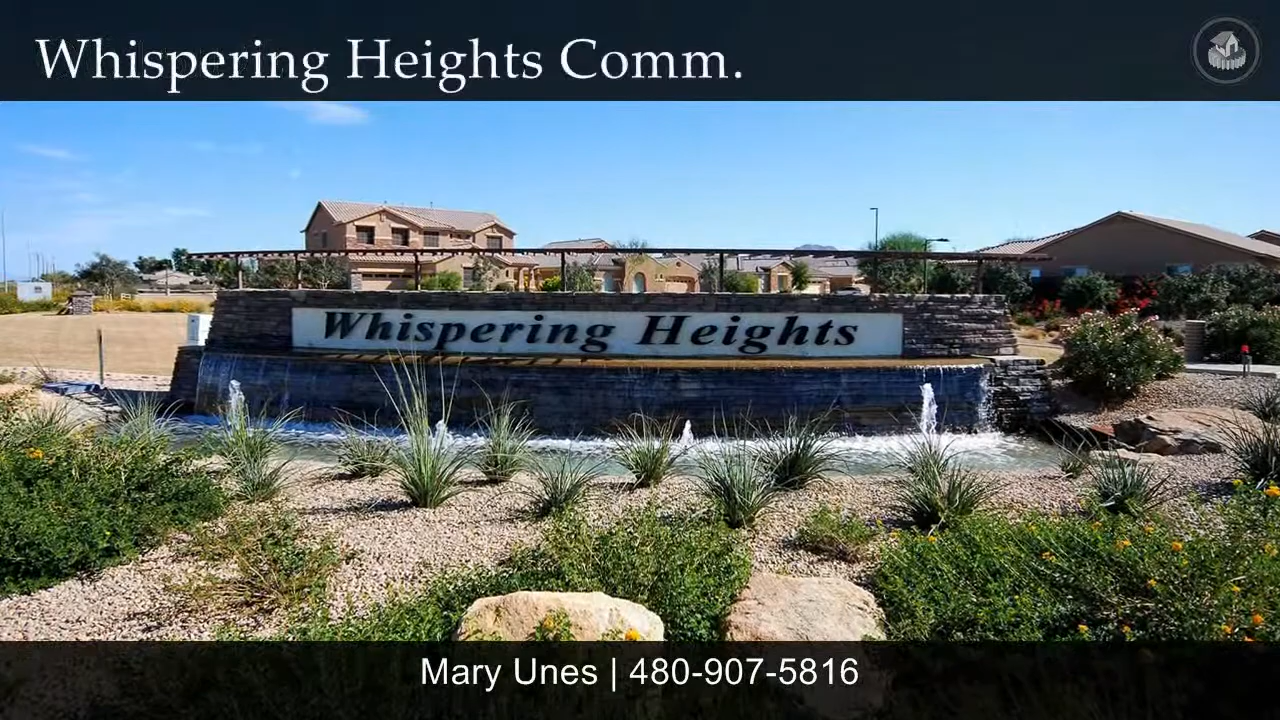 Whispering Heights Comm.
Whispering Heights
Mary Unes | 480-907-5816